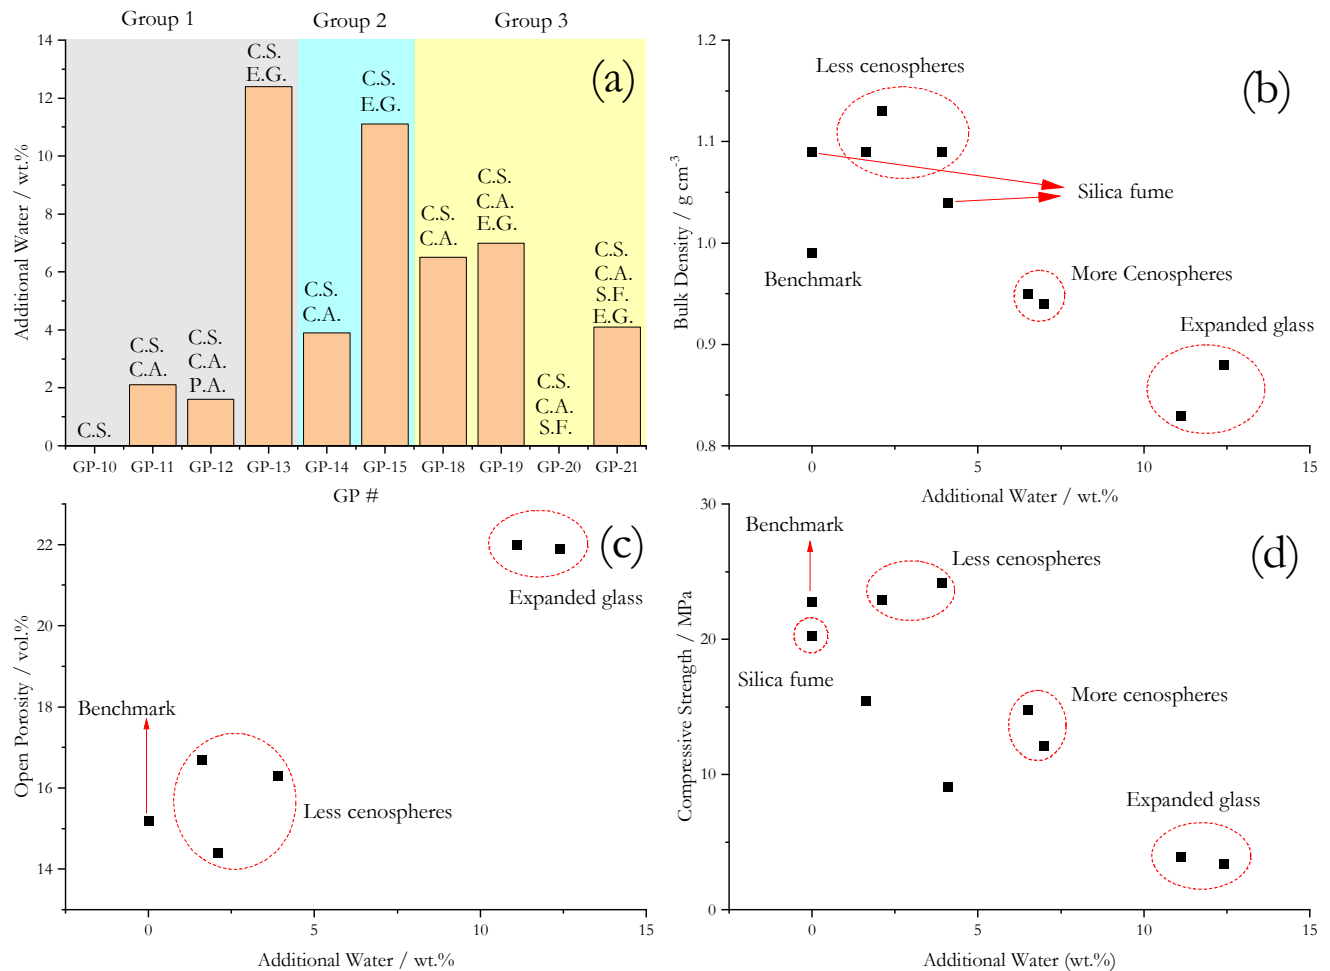 Group 1
Group 2
Group 3
(a)
Additional Water / wt.%
14
12
10
8
6
4
2
0
C.S.
C.S.
C.A.
C.S.
C.A.
P.A.
C.S.
E.G.
C.S.
C.A.
C.S.
E.G.
C.S.
C.A.
C.S.
C.A.
E.G.
C.S.
C.A.
S.F.
C.S.
C.A.
S.F.
E.G.
GP-10 GP-11 GP-12 GP-13 GP-14 GP-15 GP-18 GP-19 GP-20 GP-21
GP #
(b)
Bulk Density / g cm⁻³
1.2
1.1
1.0
0.9
0.8
Less cenospheres
Silica fume
Benchmark
More Cenospheres
Expanded glass
0 5 10 15
Additional Water / wt.%
(c)
Open Porosity / vol.%
22
20
18
16
14
Expanded glass
Benchmark
Less cenospheres
0 5 10 15
Additional Water / wt.%
(d)
Compressive Strength / MPa
30
20
10
0
Benchmark
Less cenospheres
Silica fume
More cenospheres
Expanded glass
0 5 10 15
Additional Water (wt.%)